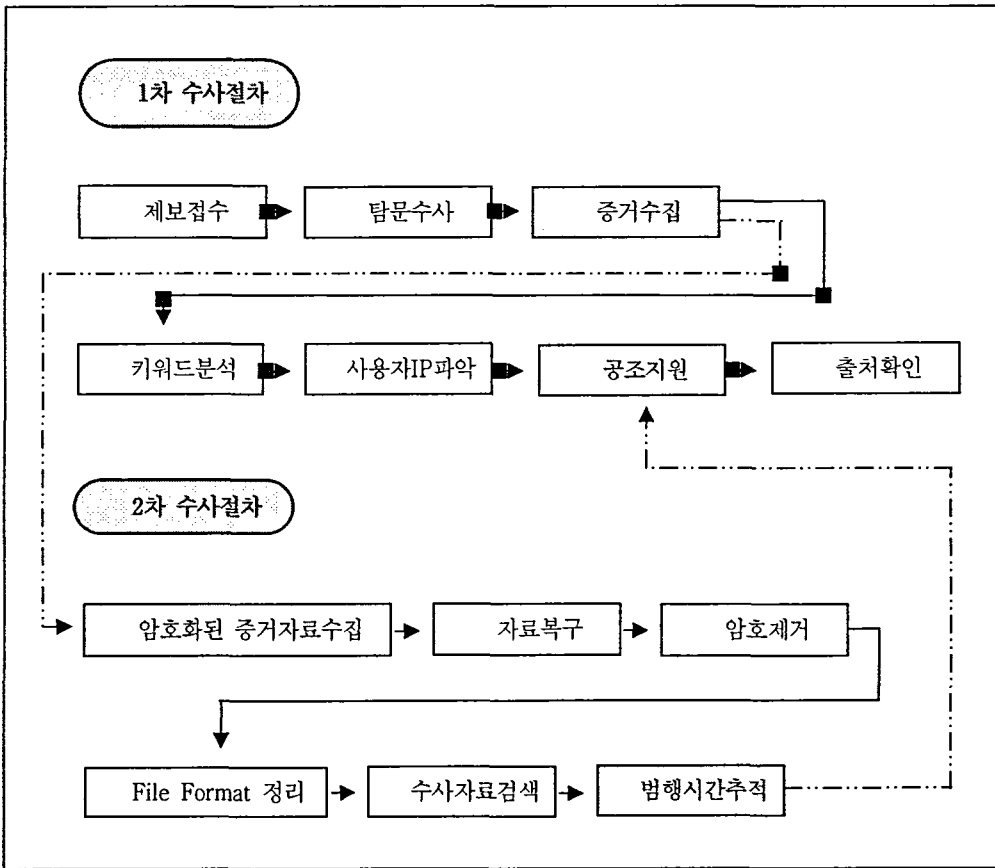 1차 수사절차
제보접수
탐문수사
증거수집
키워드분석
사용자IP파악
공조지원
출처확인
2차 수사절차
암호화된 증거자료수집
자료복구
암호제거
File Format 정리
수사자료검색
범행시간추적